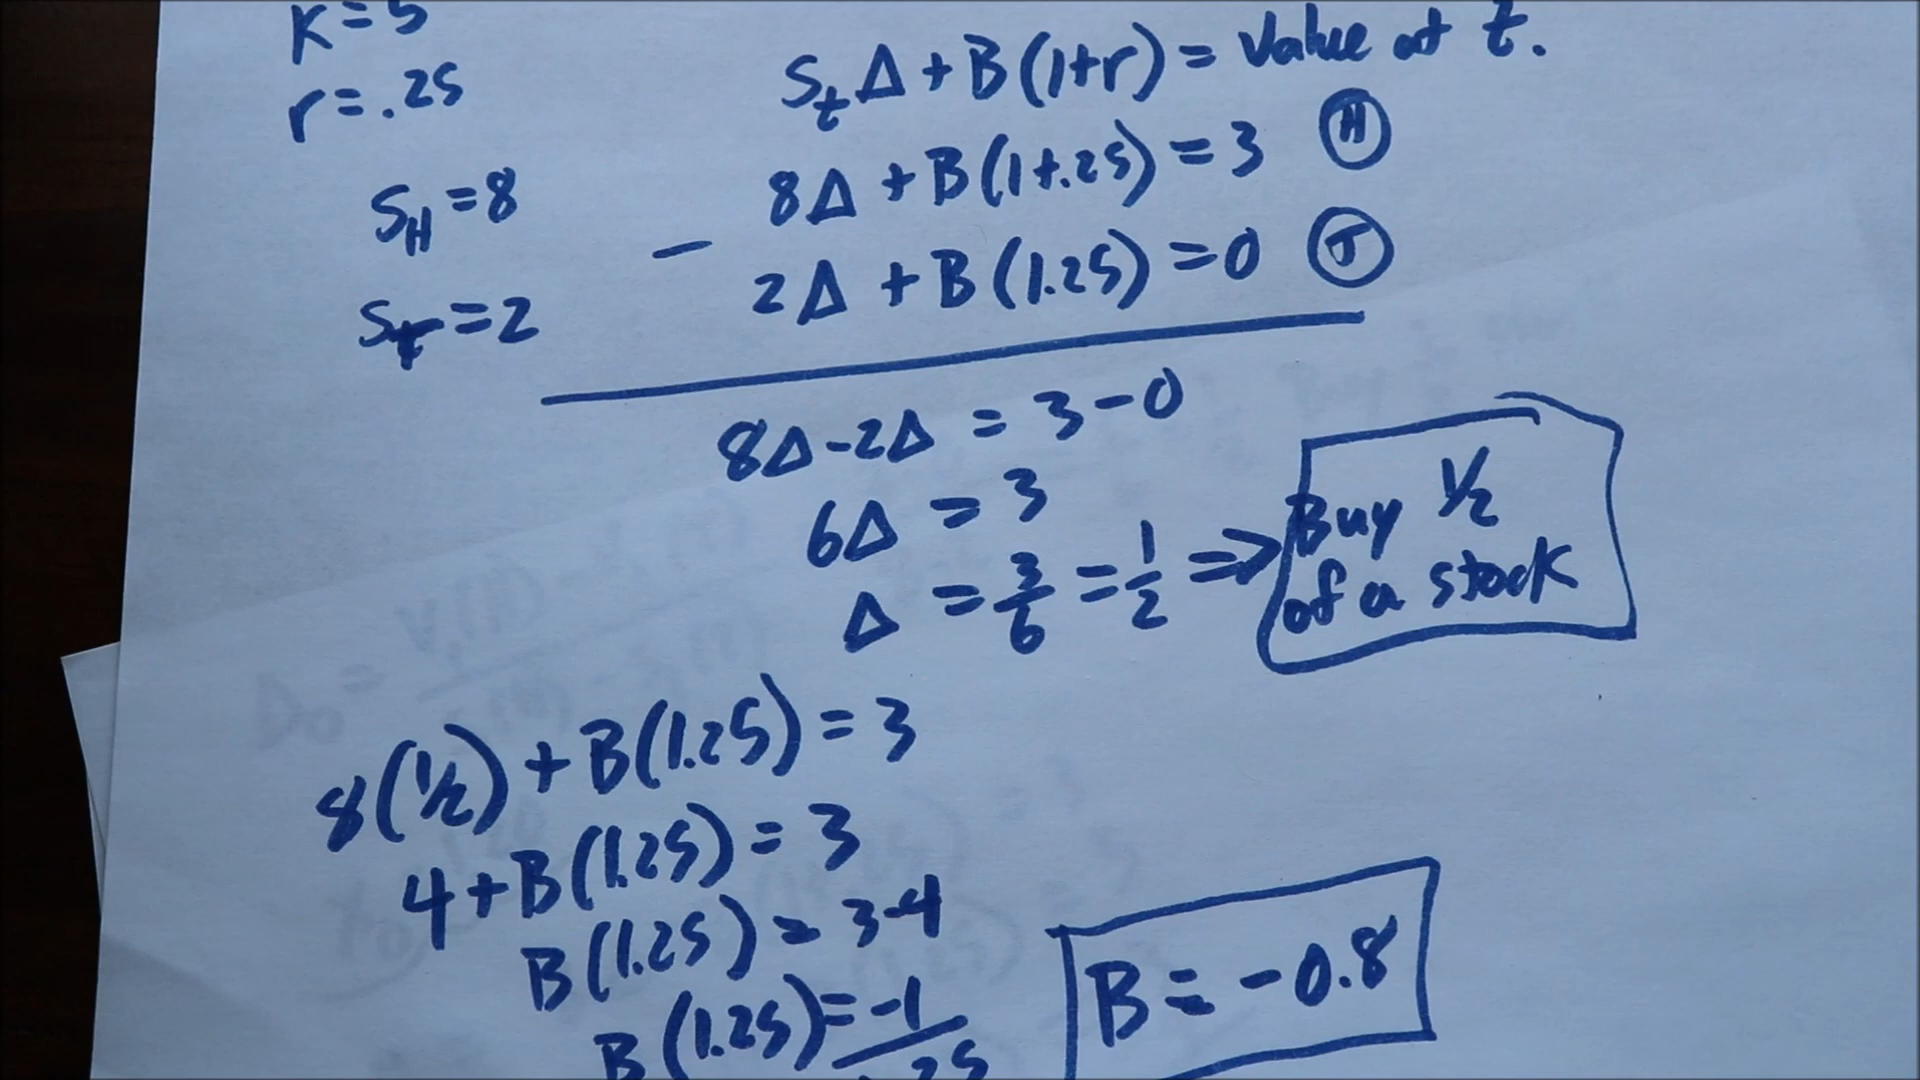 K=5
r=.25
S_H=8
S_t=2
S_tΔ+B(1+r)= Value at t.
8Δ+B(1+.25)=3 Ⓗ
- 2Δ+B(1.25)=0 Ⓣ
8Δ-2Δ = 3-0
6Δ = 3
Δ = 3/6 = 1/2 ⇒ Buy 1/2
of a stock
8(1/2)+B(1.25)=3
4+B(1.25)=3
B(1.25)=3-4
B(1.25)=-1
B=-0.8